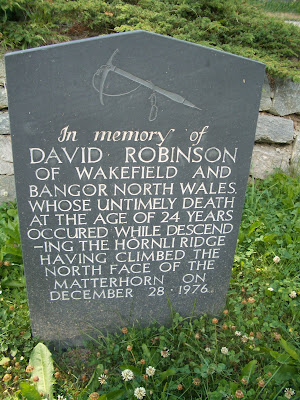 In memory of
DAVID ROBINSON
OF WAKEFIELD AND
BANGOR NORTH WALES.
WHOSE UNTIMELY DEATH
AT THE AGE OF 24 YEARS
OCCURED WHILE DESCEND
-ING THE HORNLI RIDGE
HAVING CLIMBED THE
NORTH FACE OF THE
MATTERHORN ON
DECEMBER 28 · 1976.